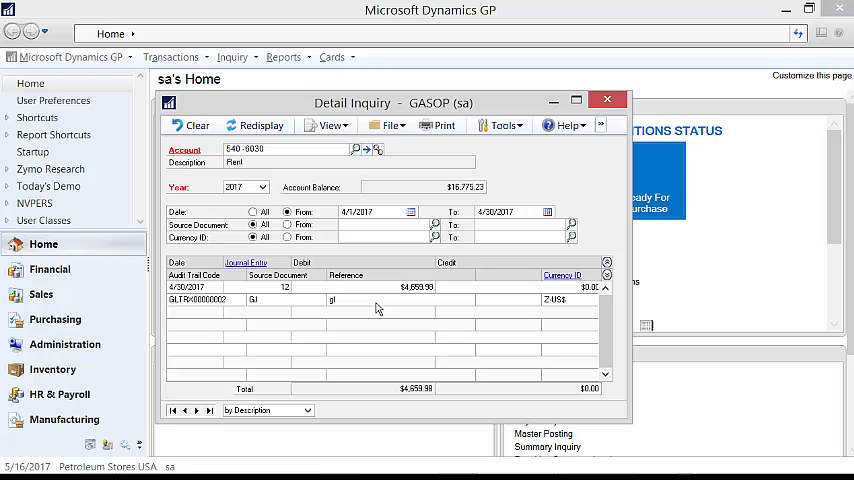 Microsoft Dynamics GP
Home
Microsoft Dynamics GP Transactions Inquiry Reports Cards
Home
User Preferences
Shortcuts
Report Shortcuts
Startup
Zymo Research
Today's Demo
NVPERS
User Classes
Home
Financial
Sales
Purchasing
Administration
Inventory
HR & Payroll
Manufacturing
sa's Home
Customize this page.
Detail Inquiry - GASOP (sa)
Clear Redisplay View File Print Tools Help
Account 540 -6030
Description Rent
Year: 2017 Account Balance: $16,775.23
Date: All From: 4/1/2017 To: 4/30/2017
Source Document: All From: To:
Currency ID: All From: To:
Date Journal Entry Debit Credit
Audit Trail Code Source Document Reference Currency ID
4/30/2017 12 $4,659.98 $0.00
GLTRX00000002 GJ gl Z-US$
Total $4,659.98 $0.00
by Description
ITIONS STATUS
eady For
urchase
ns
Master Posting
Summary Inquiry
5/16/2017 Petroleum Stores USA sa